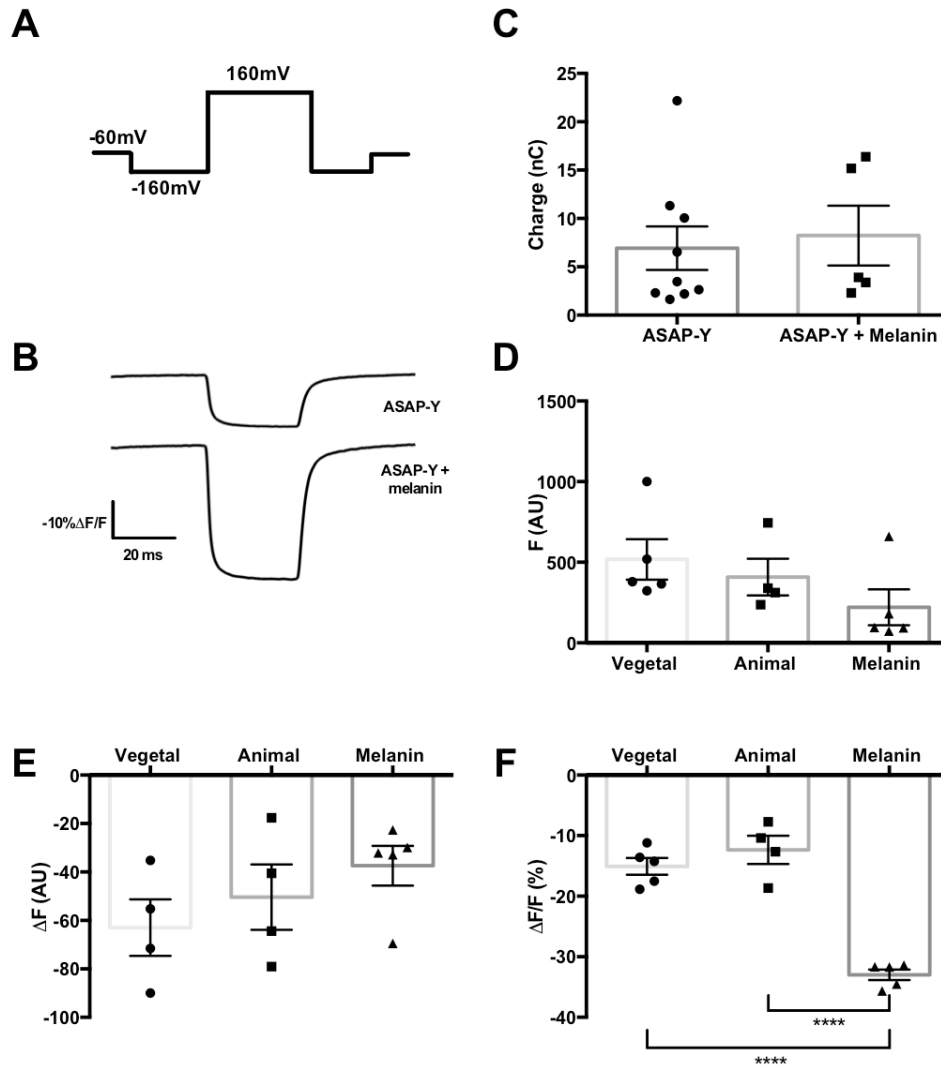 A
160mV
-60mV
-160mV
B
ASAP-Y
ASAP-Y +
melanin
-10%ΔF/F
20 ms
C
Charge (nC)
25
20
15
10
5
0
ASAP-Y ASAP-Y + Melanin
D
F (AU)
1500
1000
500
0
Vegetal Animal Melanin
E
Vegetal Animal Melanin
ΔF (AU)
0
-20
-40
-60
-80
-100
F
Vegetal Animal Melanin
ΔF/F (%)
0
-10
-20
-30
-40
****
****